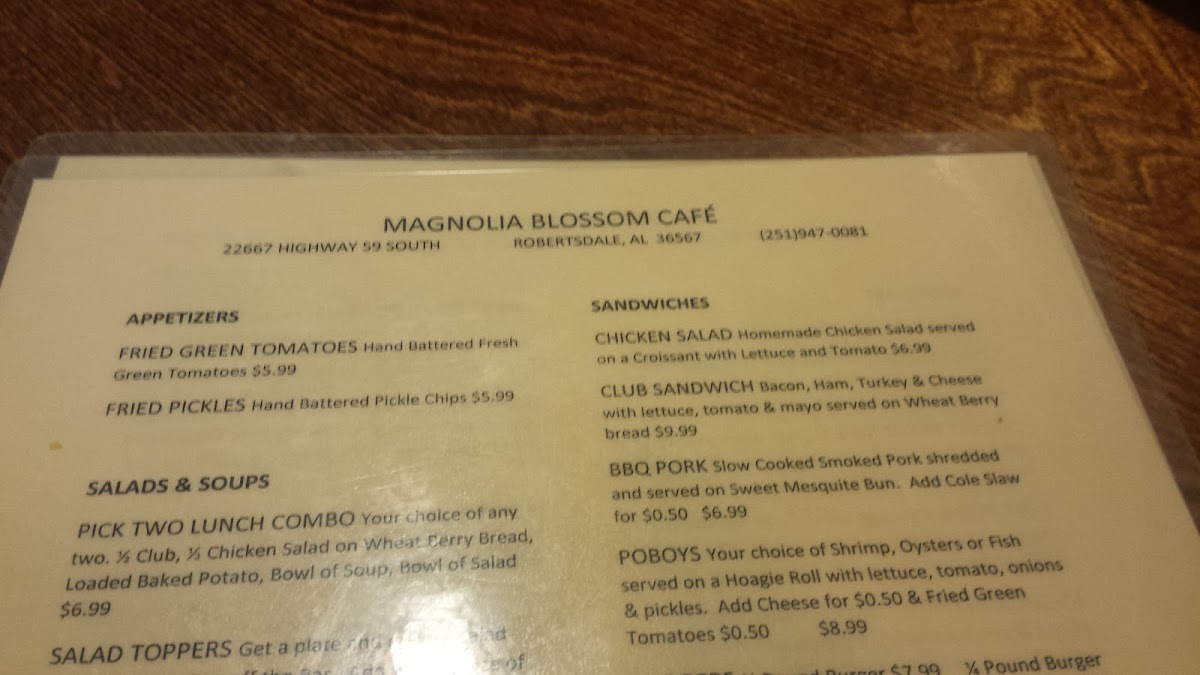 MAGNOLIA BLOSSOM CAFÉ
22667 HIGHWAY 59 SOUTH ROBERTSDALE, AL 36567 (251)947-0081
APPETIZERS
FRIED GREEN TOMATOES Hand Battered Fresh
Green Tomatoes $5.99
FRIED PICKLES Hand Battered Pickle Chips $5.99
SALADS & SOUPS
PICK TWO LUNCH COMBO Your choice of any
two. ½ Club, ½ Chicken Salad on Wheat Berry Bread,
Loaded Baked Potato, Bowl of Soup, Bowl of Salad
$6.99
SALAD TOPPERS Get a plate
of
SANDWICHES
CHICKEN SALAD Homemade Chicken Salad served
on a Croissant with Lettuce and Tomato $6.99
CLUB SANDWICH Bacon, Ham, Turkey & Cheese
with lettuce, tomato & mayo served on Wheat Berry
bread $9.99
BBQ PORK Slow Cooked Smoked Pork shredded
and served on Sweet Mesquite Bun. Add Cole Slaw
for $0.50 $6.99
POBOYS Your choice of Shrimp, Oysters or Fish
served on a Hoagie Roll with lettuce, tomato, onions
& pickles. Add Cheese for $0.50 & Fried Green
Tomatoes $0.50 $8.99
Pound Burger $7.99 ¼ Pound Burger